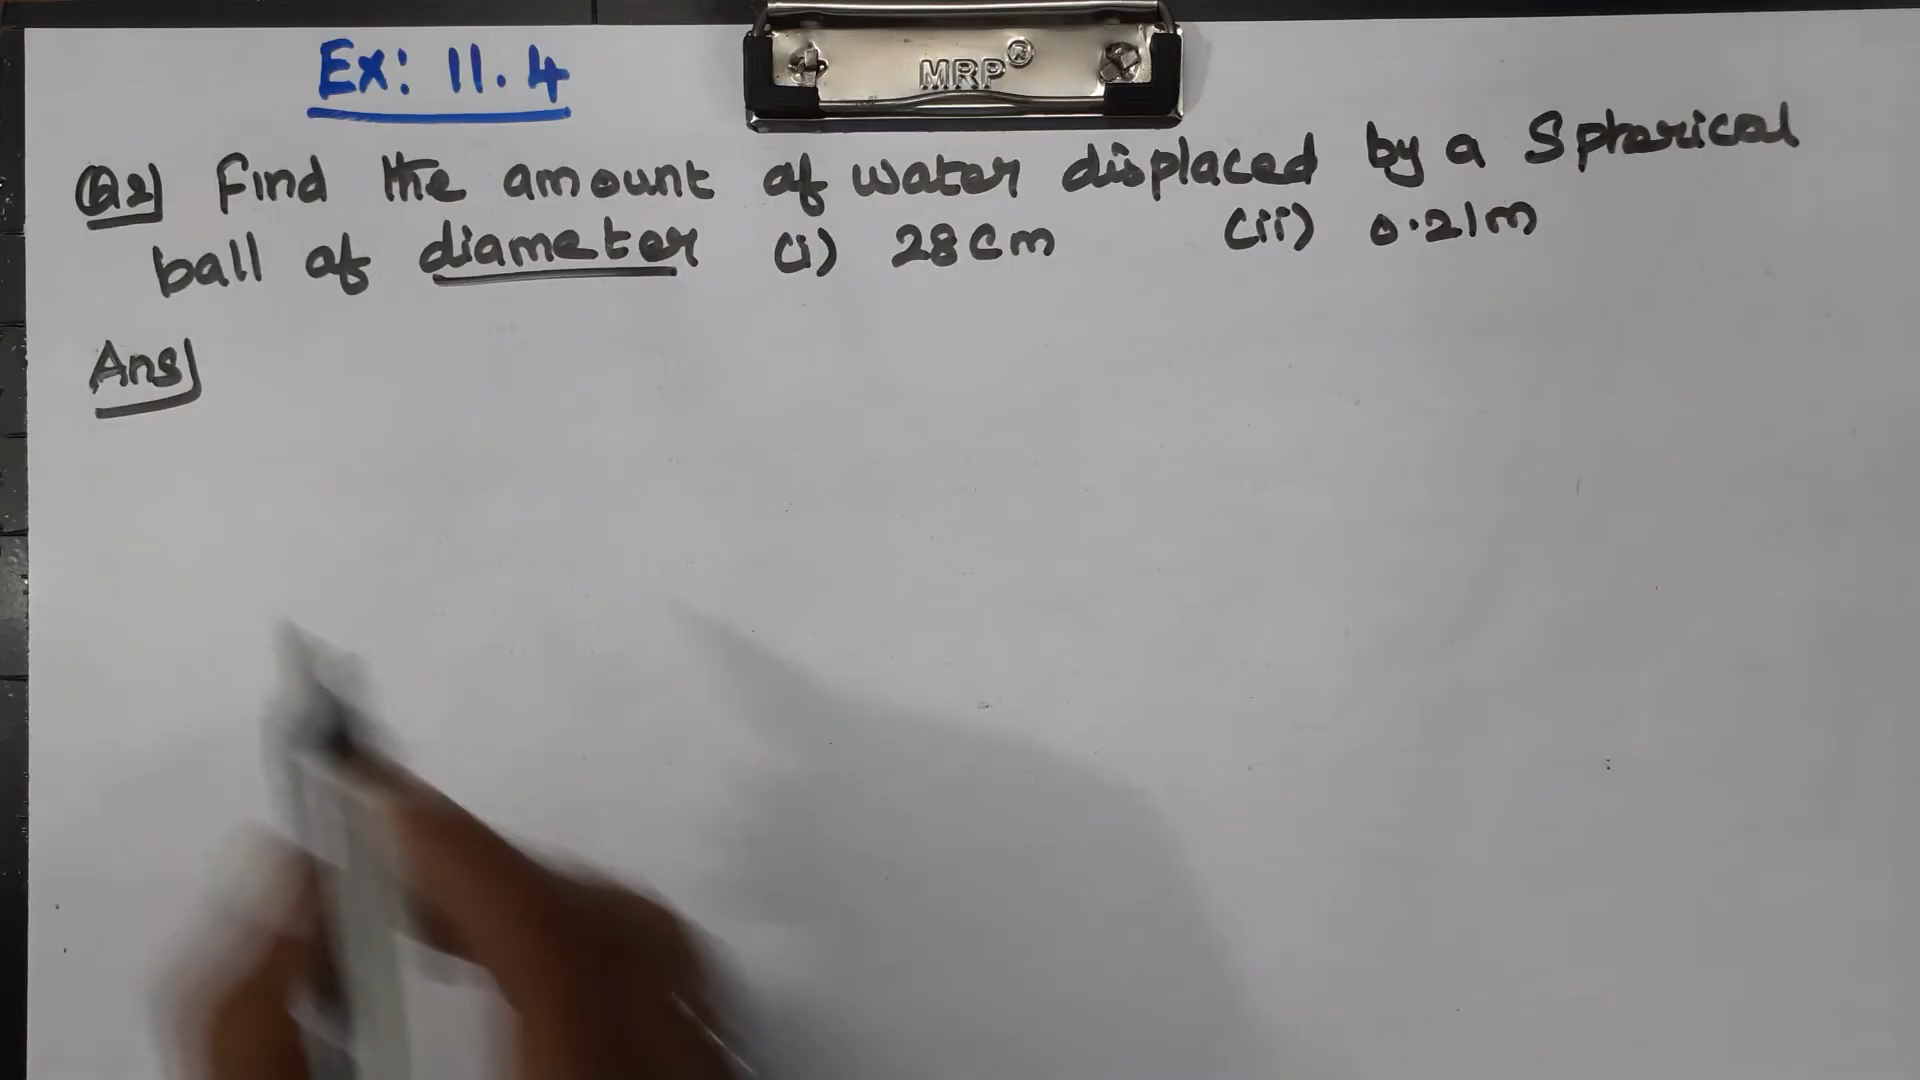 MRP®
Ex: 11.4
Q2) Find the amount of water displaced by a Spherical
ball of diameter (i) 28cm (ii) 0.21m
Ans)